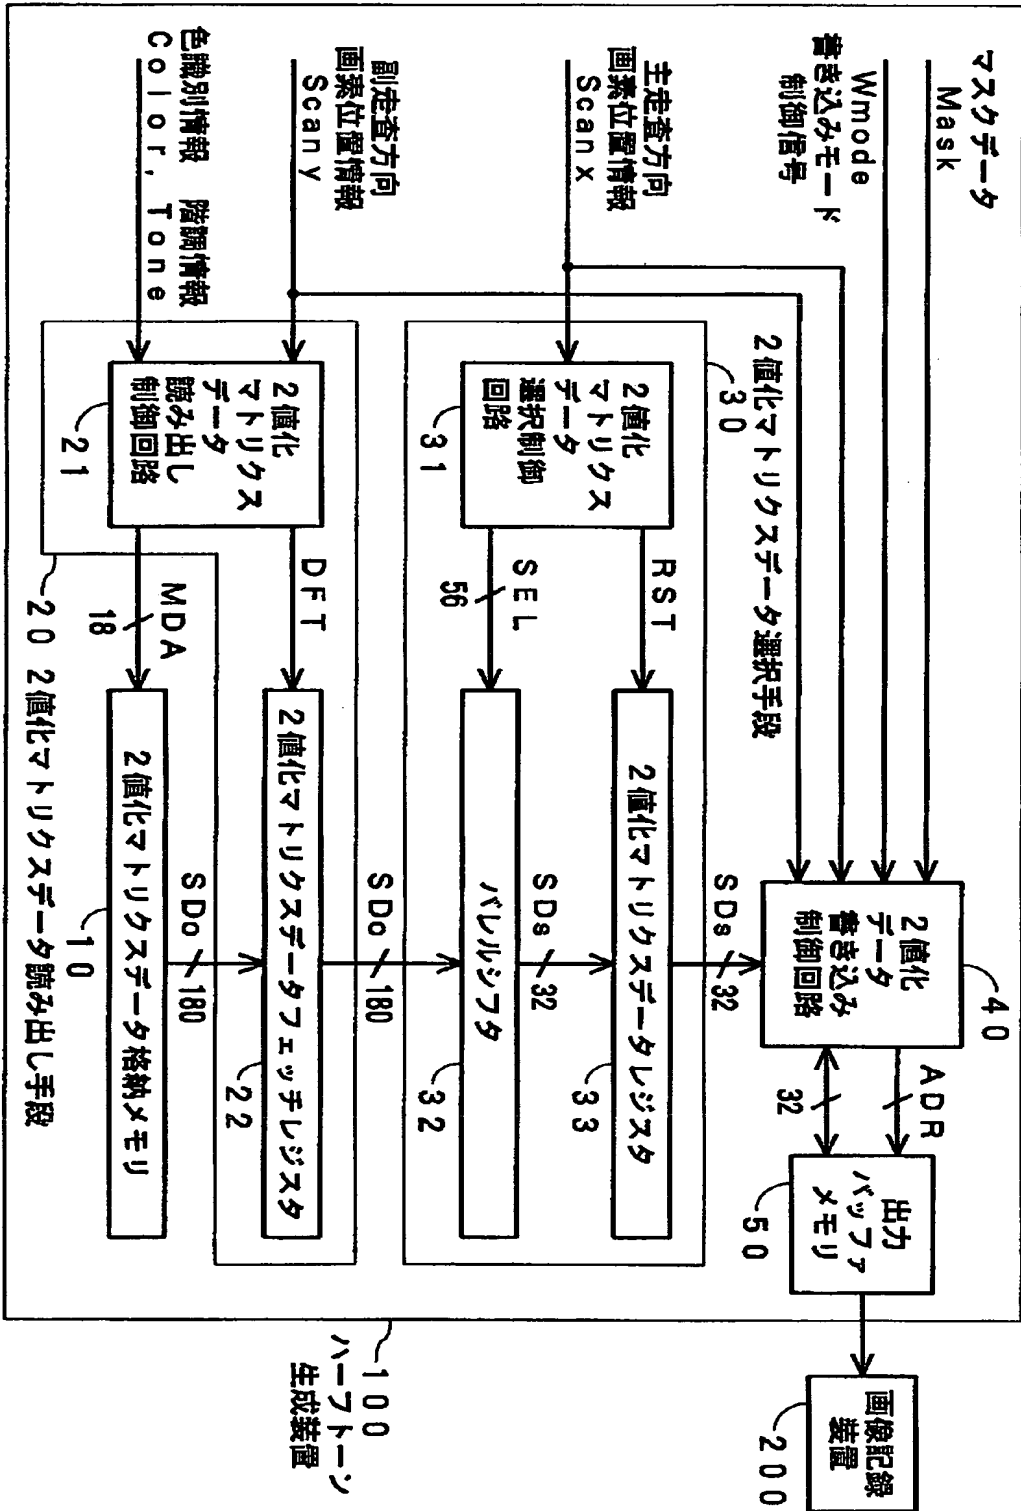 マスクデータ
Mask
Wmode
書き込みモード
制御信号
主走査方向
画素位置情報
Scanx
副走査方向
画素位置情報
Scany
色識別情報 階調情報
Color, Tone
2値化
データ
書き込み
制御回路
40
ADR
32
出力
バッファ
メモリ
50
画像記録
装置
200
2値化マトリクスデータ選択手段
30
2値化
マトリクス
データ
選択制御
回路
31
RST
SEL
56
2値化マトリクスデータレジスタ
33
バレルシフタ
32
SDs
32
SDs
32
2値化
マトリクス
データ
読み出し
制御回路
21
DFT
MDA
18
2値化マトリクスデータフェッチレジスタ
22
SDo
180
SDo
180
2値化マトリクスデータ格納メモリ
10
20 2値化マトリクスデータ読み出し手段
100
ハーフトーン
生成装置